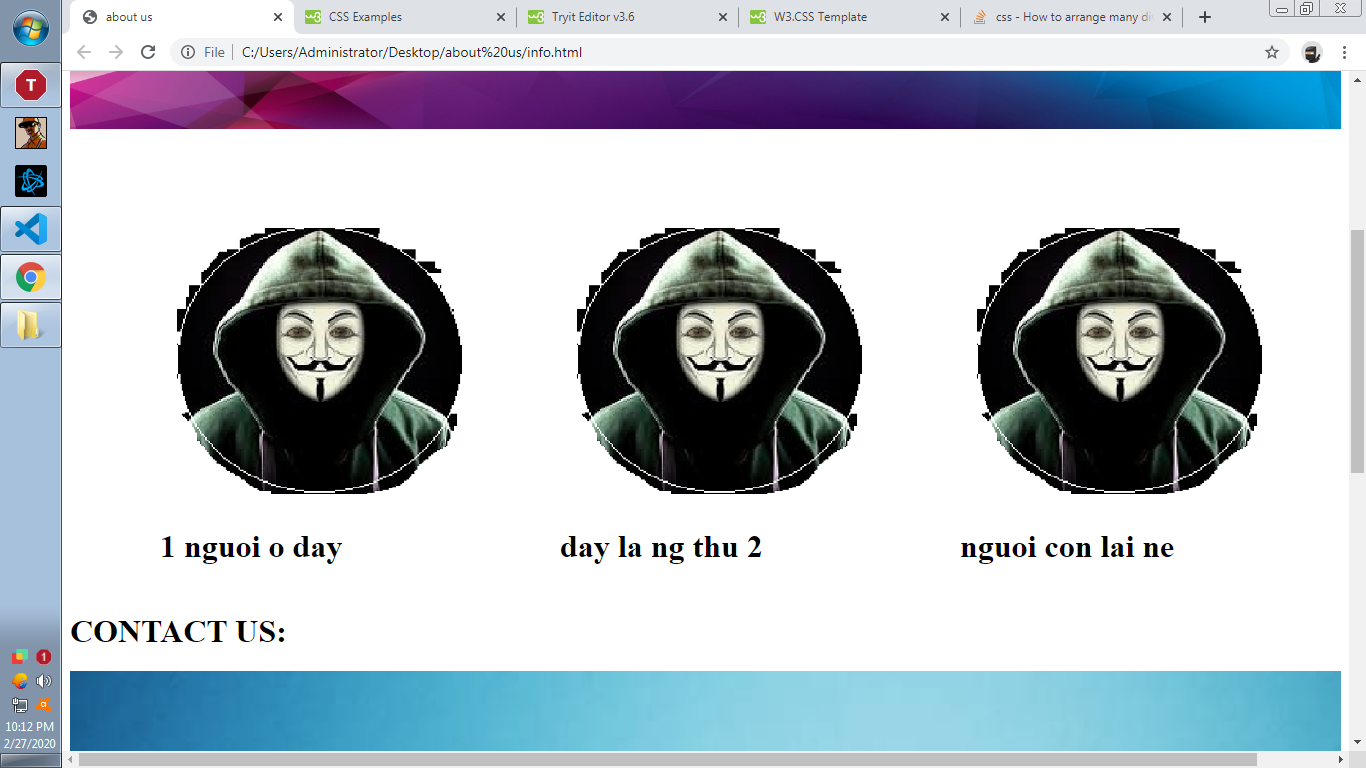 about us
CSS Examples
Tryit Editor v3.6
W3.CSS Template
css - How to arrange many di
File
C:/Users/Administrator/Desktop/about%20us/info.html
T
1 nguoi o day
day la ng thu 2
nguoi con lai ne
CONTACT US:
1
10:12 PM
2/27/2020